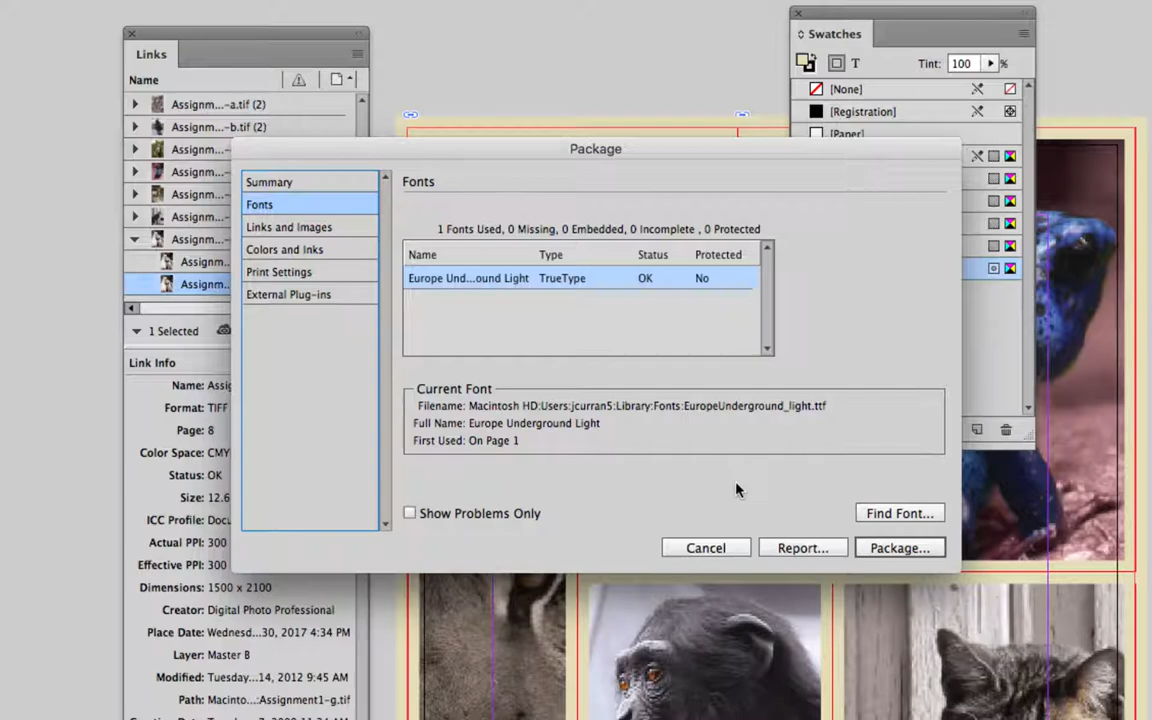 Links
Name
Assignm...-a.tif (2)
Assignm...-b.tif (2)
Assignm...
Assignm...
Assignm...
Assignm...
Assignm...
Assignm...
Assignm...
1 Selected
Link Info
Name: Assig
Format: TIFF
Page: 8
Color Space: CMY
Status: OK
Size: 12.6
ICC Profile: Docu
Actual PPI: 300
Effective PPI: 300
Dimensions: 1500 x 2100
Creator: Digital Photo Professional
Place Date: Wednesd...30, 2017 4:34 PM
Layer: Master B
Modified: Tuesday...14, 2012 9:45 AM
Path: Macinto...:Assignment1-g.tif
Swatches
T
Tint: 100 %
[None]
[Registration]
[Paper]
Package
Summary
Fonts
Links and Images
Colors and Inks
Print Settings
External Plug-ins
Fonts
1 Fonts Used, 0 Missing, 0 Embedded, 0 Incomplete , 0 Protected
Name Type Status Protected
Europe Und...ound Light TrueType OK No
Current Font
Filename: Macintosh HD:Users:jcurran5:Library:Fonts:EuropeUnderground_light.ttf
Full Name: Europe Underground Light
First Used: On Page 1
Show Problems Only
Find Font...
Cancel Report... Package...